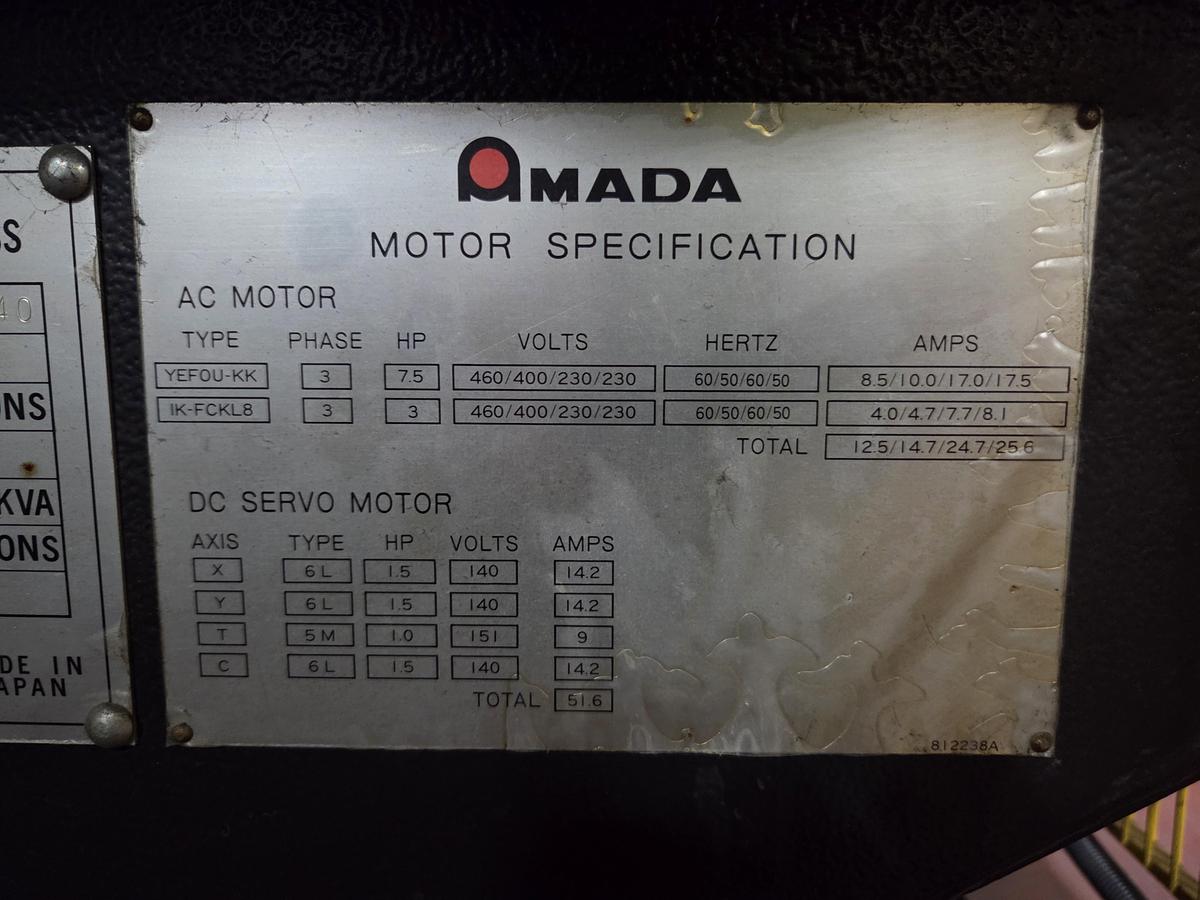 AMADA
MOTOR SPECIFICATION
AC MOTOR
TYPE PHASE HP VOLTS HERTZ AMPS
YEFOU-KK 3 7.5 460/400/230/230 60/50/60/50 8.5/10.0/17.0/17.5
IK-FCKL8 3 3 460/400/230/230 60/50/60/50 4.0/4.7/7.7/8.1
TOTAL 12.5/14.7/24.7/25.6
DC SERVO MOTOR
AXIS TYPE HP VOLTS AMPS
X 6L 1.5 140 14.2
Y 6L 1.5 140 14.2
T 5M 1.0 151 9
C 6L 1.5 140 14.2
TOTAL 51.6
812238A
40
KVA
IN